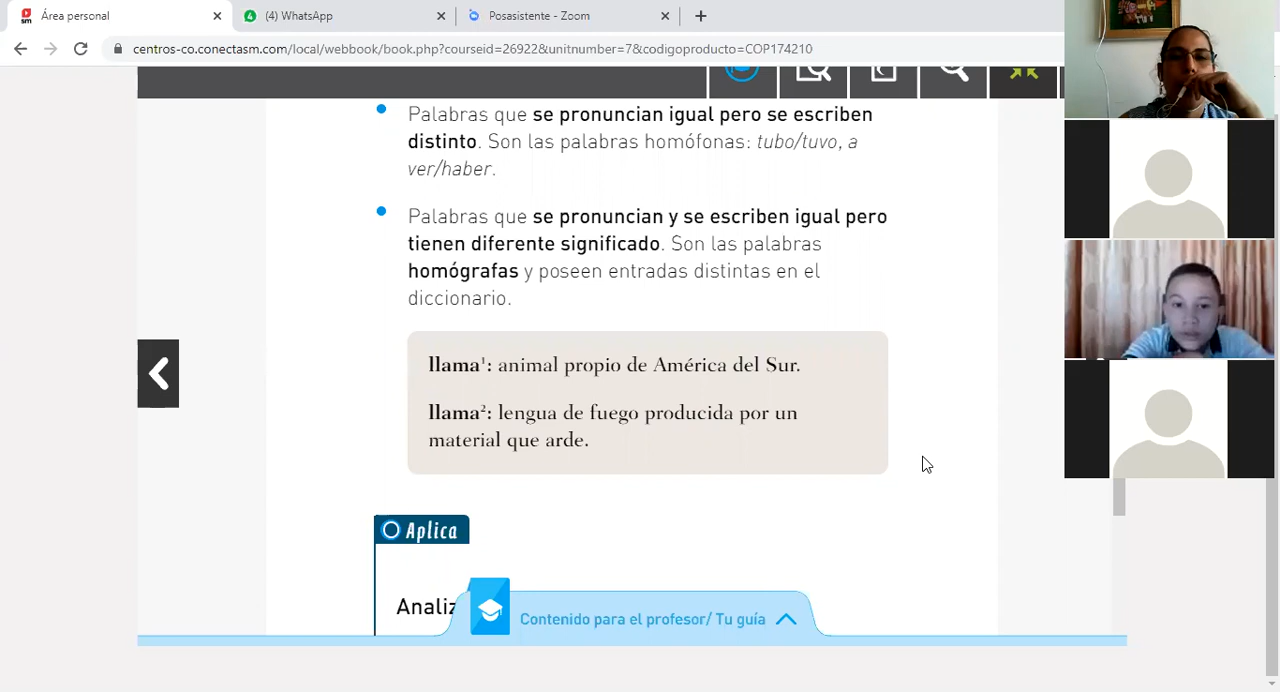 Área personal
(4) WhatsApp
Posasistente - Zoom
centros-co.conectasm.com/local/webbook/book.php?courseid=26922&unitnumber=7&codigoproducto=COP174210
Palabras que se pronuncian igual pero se escriben
distinto. Son las palabras homófonas: tubo/tuvo, a
ver/haber.
Palabras que se pronuncian y se escriben igual pero
tienen diferente significado. Son las palabras
homógrafas y poseen entradas distintas en el
diccionario.
llama¹: animal propio de América del Sur.
llama²: lengua de fuego producida por un
material que arde.
Aplica
Analiz
Contenido para el profesor/ Tu guía